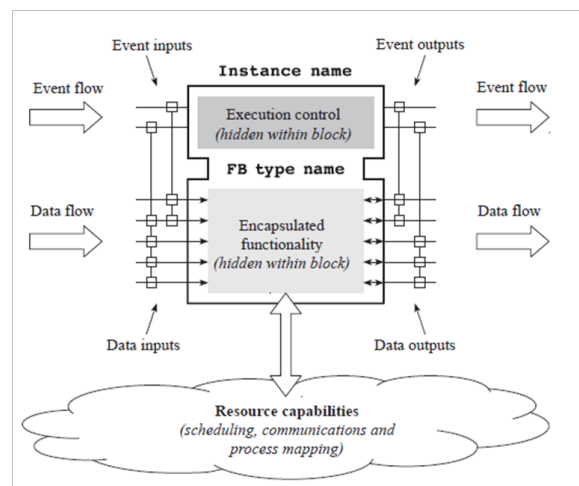 Event inputs
Event outputs
Instance name
Event flow
Event flow
Execution control
(hidden within block)
FB type name
Data flow
Data flow
Encapsulated
functionality
(hidden within block)
Data inputs
Data outputs
Resource capabilities
(scheduling, communications and
process mapping)